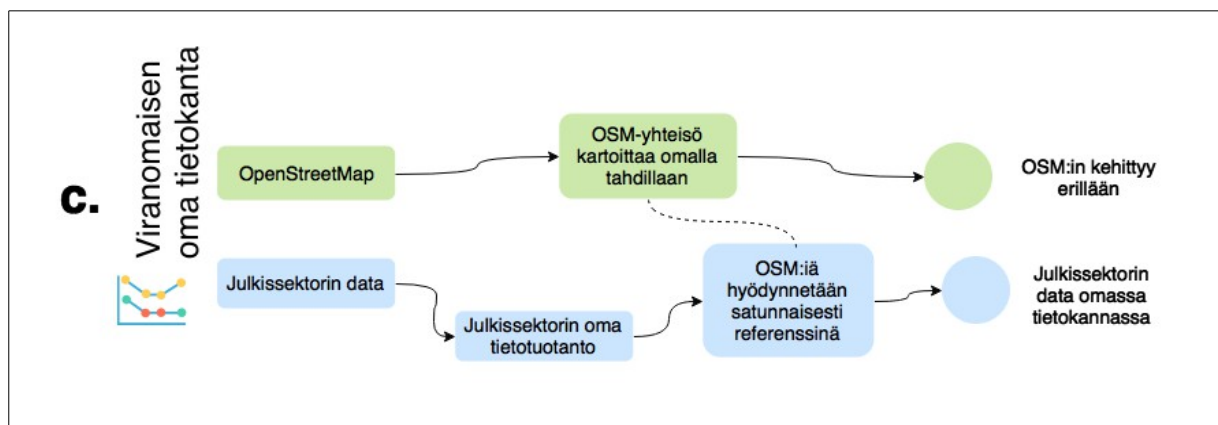 c.
Viranomaisen
oma tietokanta
OpenStreetMap
OSM-yhteisö
kartoittaa omalla
tahdillaan
OSM:in kehittyy
erillään
Julkissektorin data
Julkissektorin oma
tietotuotanto
OSM:iä
hyödynnetään
satunnaisesti
referenssinä
Julkissektorin
data omassa
tietokannassa